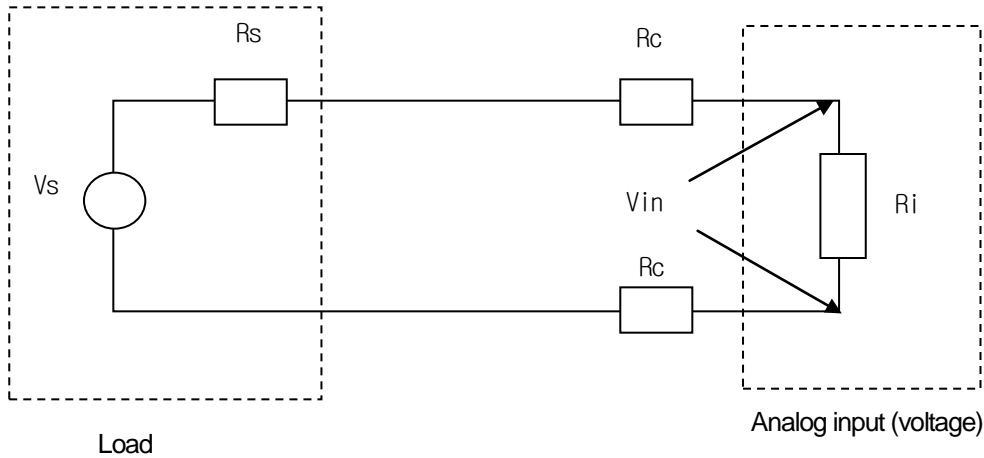 Rs
Rc
Vs
Vin
Ri
Rc
Analog input (voltage)
Load